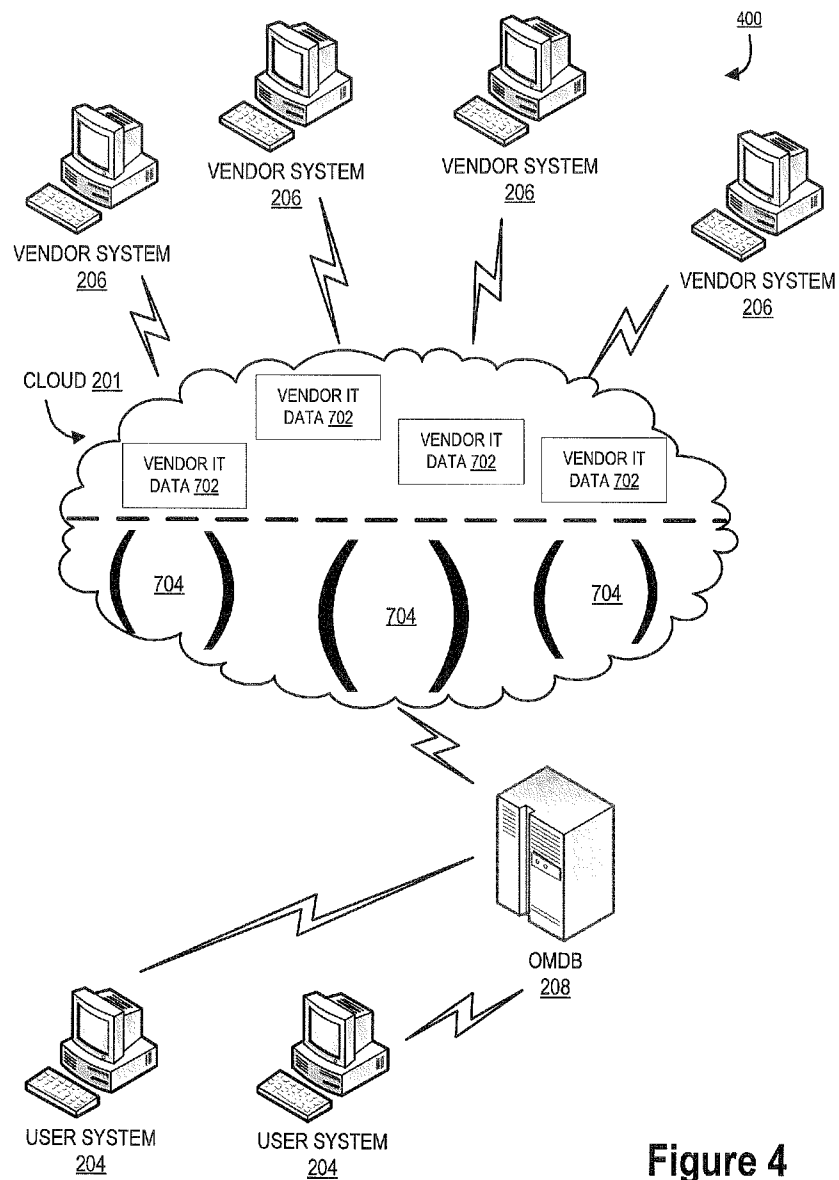 400
VENDOR SYSTEM
206
VENDOR SYSTEM
206
VENDOR SYSTEM
206
VENDOR SYSTEM
206
CLOUD 201
VENDOR IT
DATA 702
VENDOR IT
DATA 702
VENDOR IT
DATA 702
VENDOR IT
DATA 702
704
704
704
OMDB
208
USER SYSTEM
204
USER SYSTEM
204
Figure 4